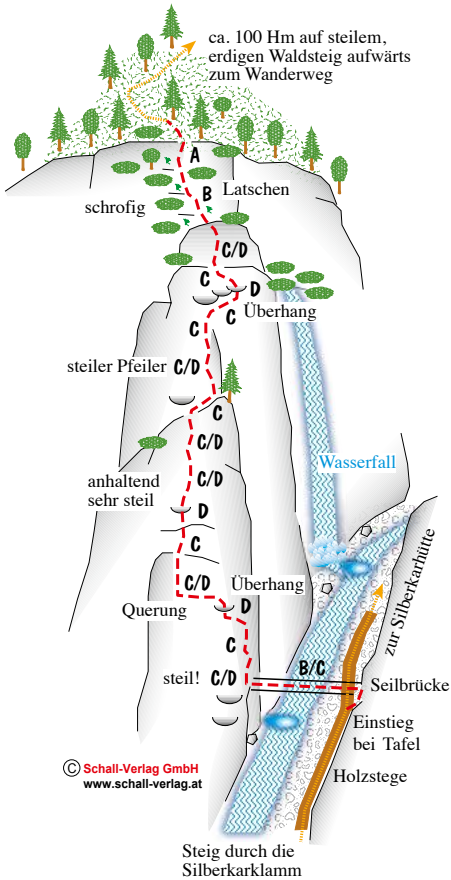 ca. 100 Hm auf steilem,
erdigen Waldsteig aufwärts
zum Wanderweg
A
B
Latschen
schrofig
C/D
C
D
Überhang
C
steiler Pfeiler
C/D
C
C/D
Wasserfall
anhaltend
sehr steil
C/D
D
C
zur Silberkarhütte
C/D
Überhang
Querung
D
C
B/C
steil!
C/D
Seilbrücke
Einstieg
bei Tafel
© Schall-Verlag GmbH
www.schall-verlag.at
Holzstege
Steig durch die
Silberkarklamm